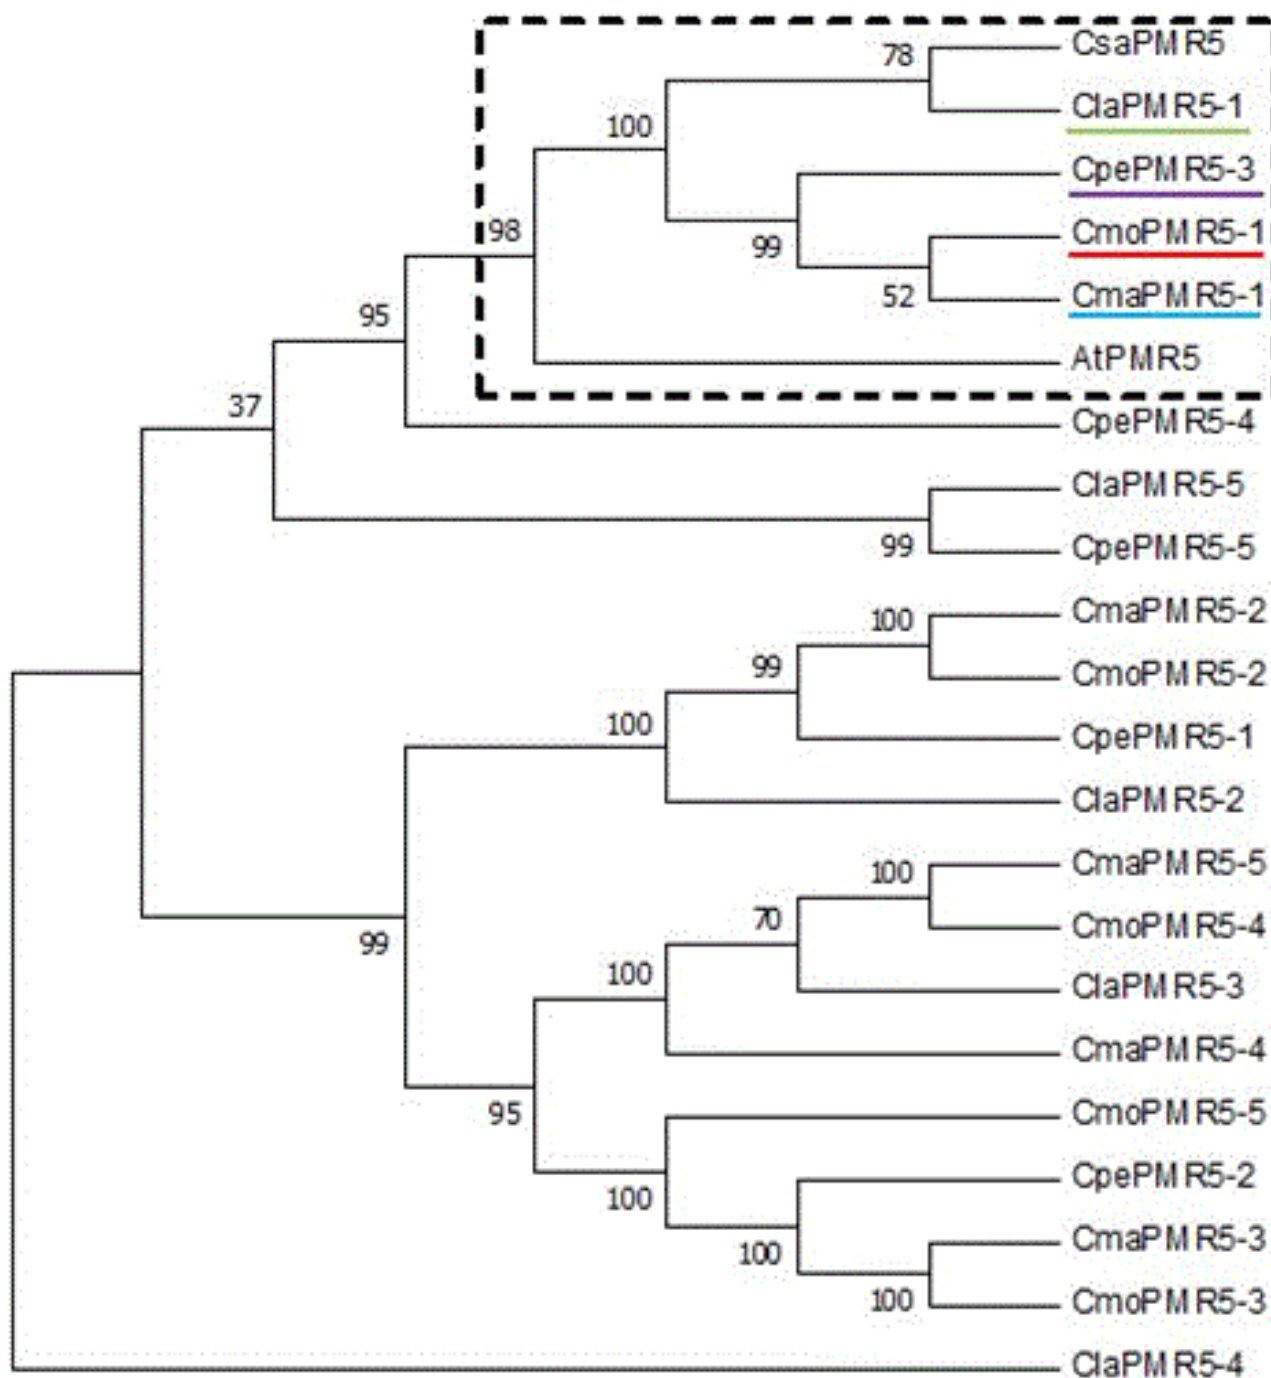 CsaPMR5
78
ClaPMR5-1
100
CpePMR5-3
98
CmoPMR5-1
99
CmaPMR5-1
52
95
AtPMR5
37
CpePMR5-4
ClaPMR5-5
99
CpePMR5-5
CmaPMR5-2
100
CmoPMR5-2
99
100
CpePMR5-1
ClaPMR5-2
CmaPMR5-5
100
70
CmoPMR5-4
99
100
ClaPMR5-3
CmaPMR5-4
95
CmoPMR5-5
CpePMR5-2
100
CmaPMR5-3
100
100
CmoPMR5-3
ClaPMR5-4